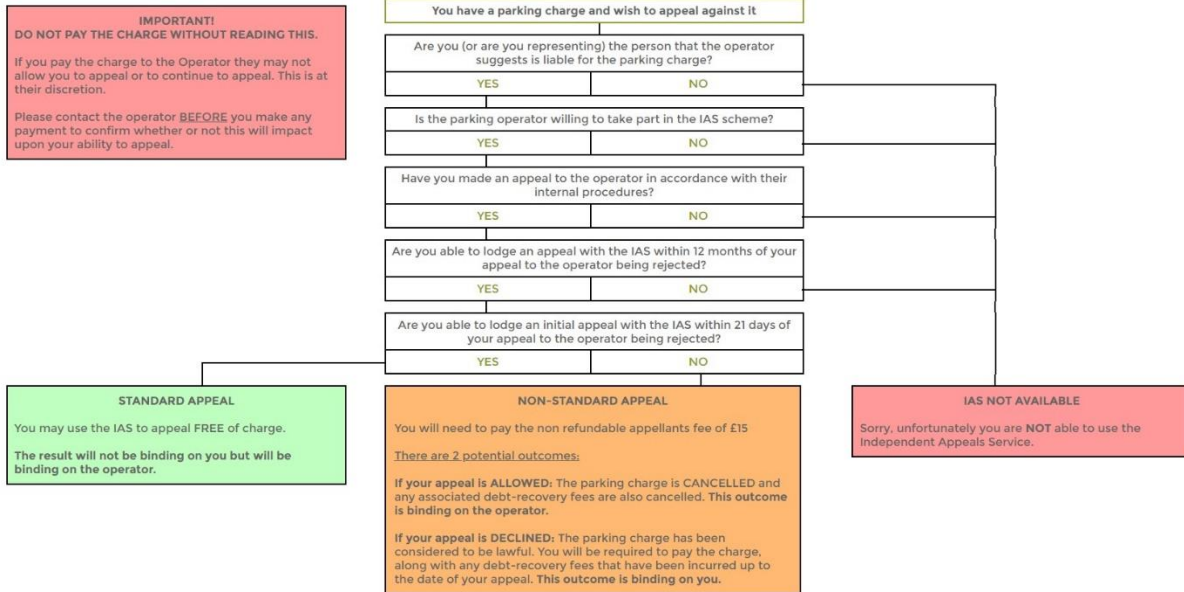 IMPORTANT!
DO NOT PAY THE CHARGE WITHOUT READING THIS.
If you pay the charge to the Operator they may not
allow you to appeal or to continue to appeal. This is at
their discretion.
Please contact the operator BEFORE you make any
payment to confirm whether or not this will impact
upon your ability to appeal.
You have a parking charge and wish to appeal against it
Are you (or are you representing) the person that the operator
suggests is liable for the parking charge?
YES NO
Is the parking operator willing to take part in the IAS scheme?
YES NO
Have you made an appeal to the operator in accordance with their
internal procedures?
YES NO
Are you able to lodge an appeal with the IAS within 12 months of your
appeal to the operator being rejected?
YES NO
Are you able to lodge an initial appeal with the IAS within 21 days of
your appeal to the operator being rejected?
YES NO
STANDARD APPEAL
You may use the IAS to appeal FREE of charge.
The result will not be binding on you but will be
binding on the operator.
NON-STANDARD APPEAL
You will need to pay the non refundable appellants fee of £15
There are 2 potential outcomes:
If your appeal is ALLOWED: The parking charge is CANCELLED and
any associated debt-recovery fees are also cancelled. This outcome
is binding on the operator.
If your appeal is DECLINED: The parking charge has been
considered to be lawful. You will be required to pay the charge,
along with any debt-recovery fees that have been incurred up to
the date of your appeal. This outcome is binding on you.
IAS NOT AVAILABLE
Sorry, unfortunately you are NOT able to use the
Independent Appeals Service.